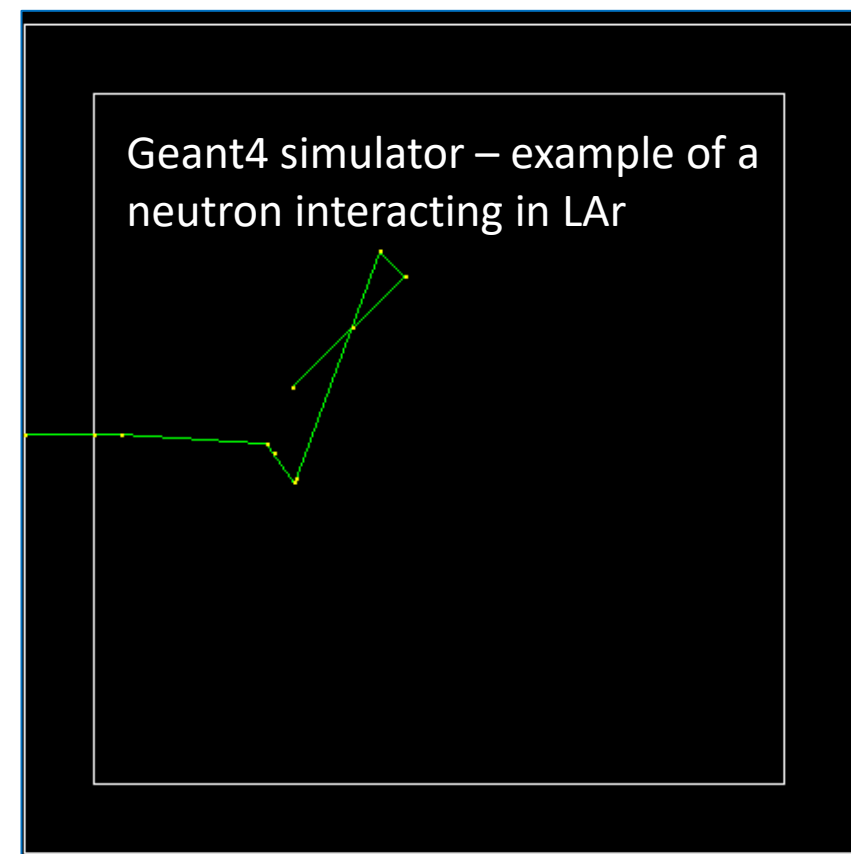 Geant4 simulator – example of a
neutron interacting in LAr